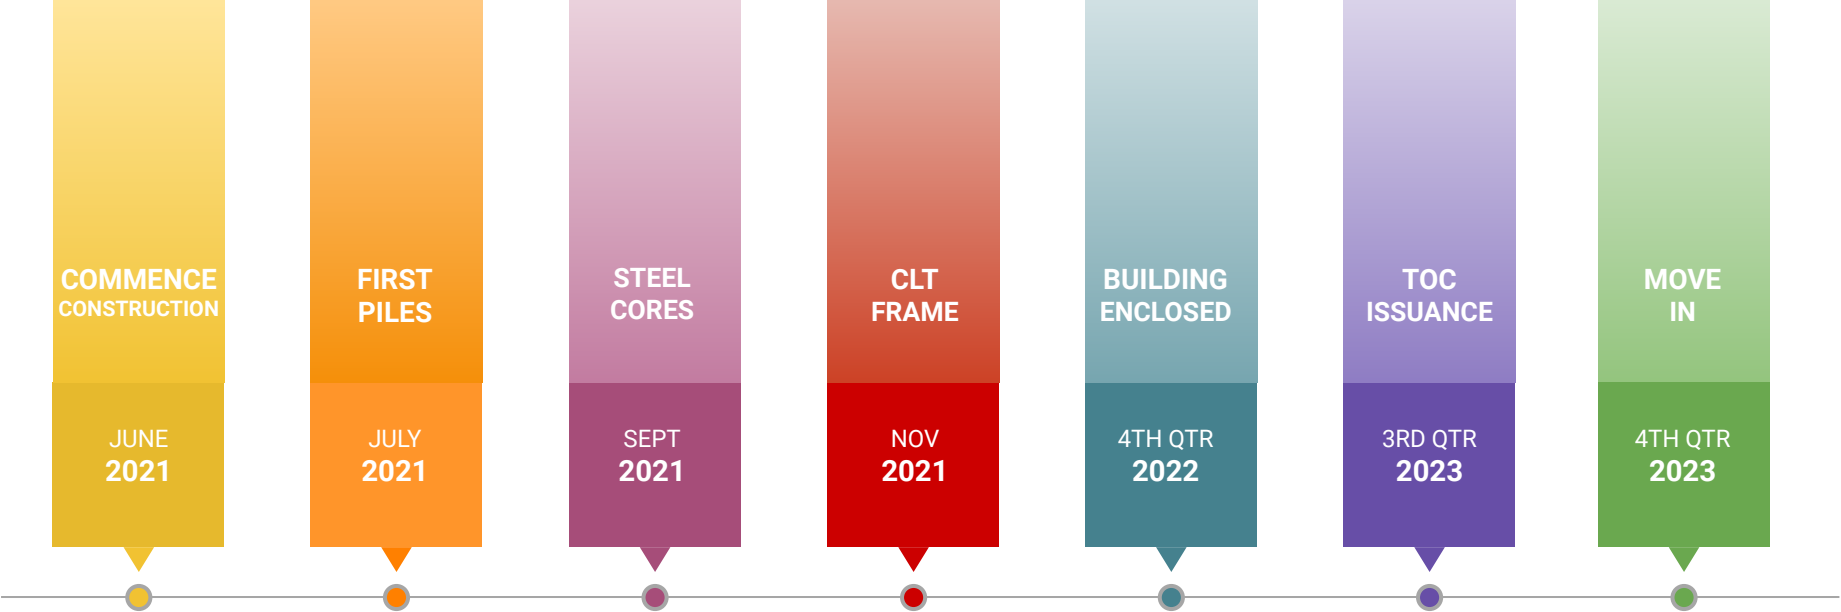 COMMENCE
CONSTRUCTION
JUNE
2021
FIRST
PILES
JULY
2021
STEEL
CORES
SEPT
2021
CLT
FRAME
NOV
2021
BUILDING
ENCLOSED
4TH QTR
2022
TOC
ISSUANCE
3RD QTR
2023
MOVE
IN
4TH QTR
2023